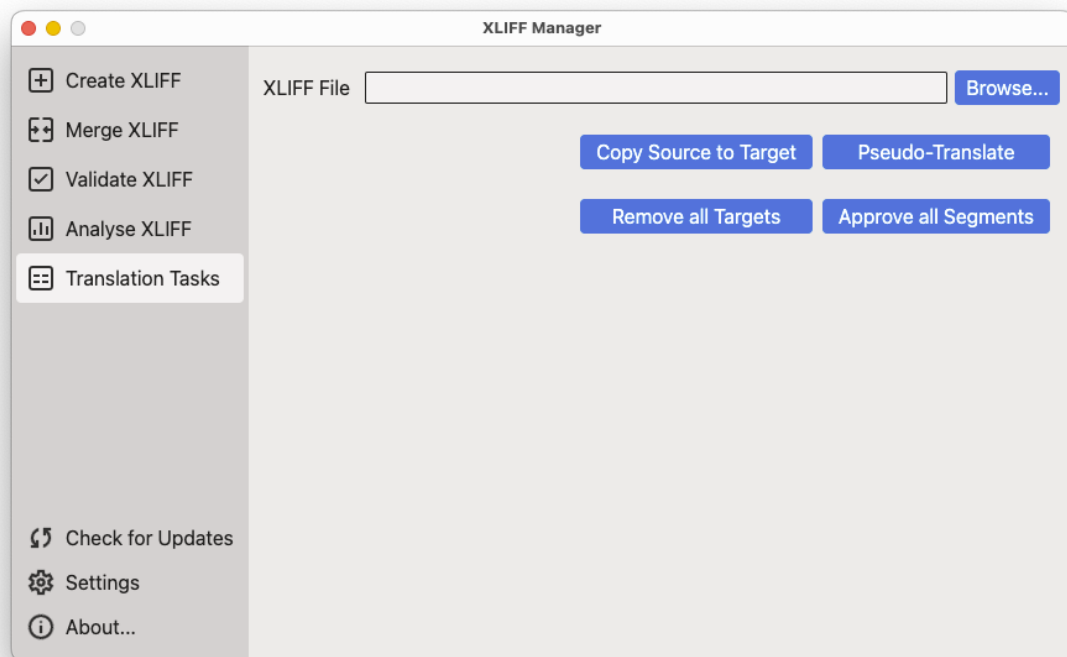 XLIFF Manager
Create XLIFF
Merge XLIFF
Validate XLIFF
Analyse XLIFF
Translation Tasks
Check for Updates
Settings
About...
XLIFF File
Browse...
Copy Source to Target
Pseudo-Translate
Remove all Targets
Approve all Segments